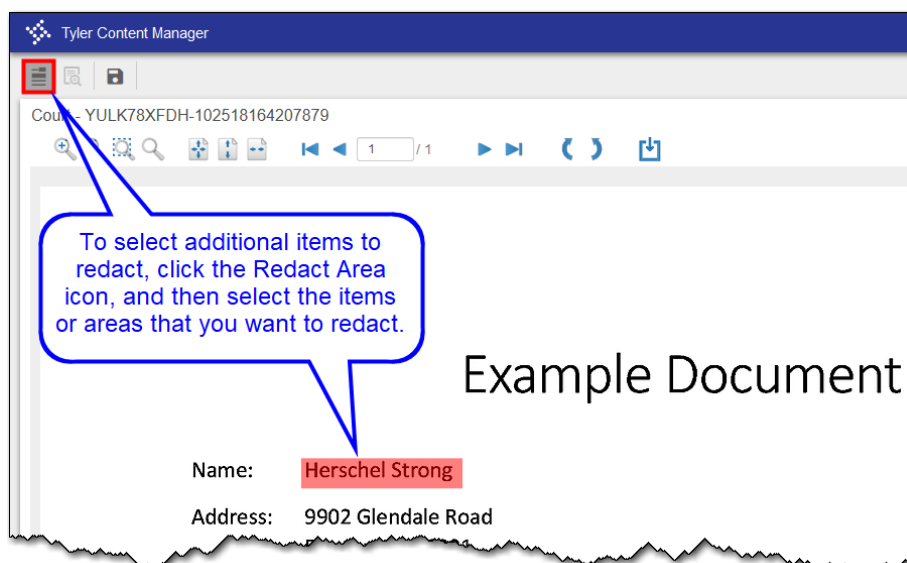 Tyler Content Manager
Court - YULK78XFDH-102518164207879
1 / 1
To select additional items to
redact, click the Redact Area
icon, and then select the items
or areas that you want to redact.
Example Document
Name: Herschel Strong
Address: 9902 Glendale Road